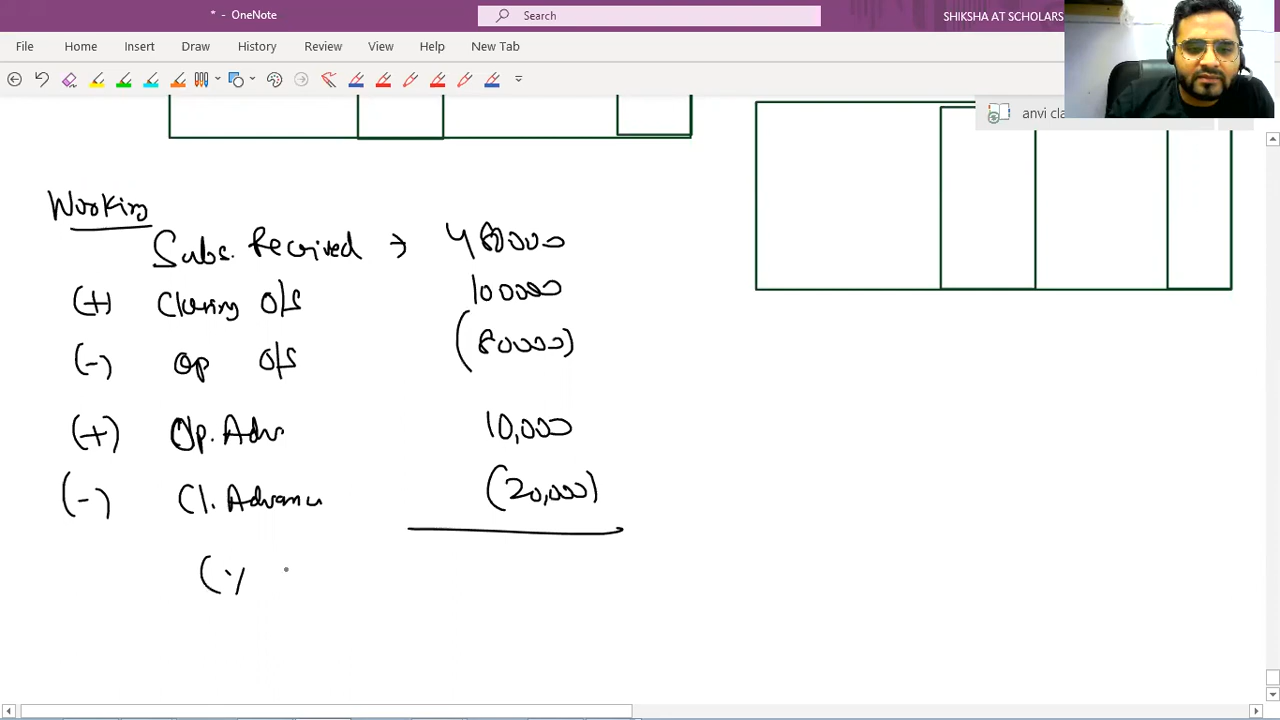 * - OneNote
Search
SHIKSHA AT SCHOLARS
File Home Insert Draw History Review View Help New Tab
anvi cla
Working
Subs. Received → 480000
(+) Closing O/S 100000
(-) Op O/S (80000)
(+) Op. Adv 10,000
(-) Cl. Advance (20,000)